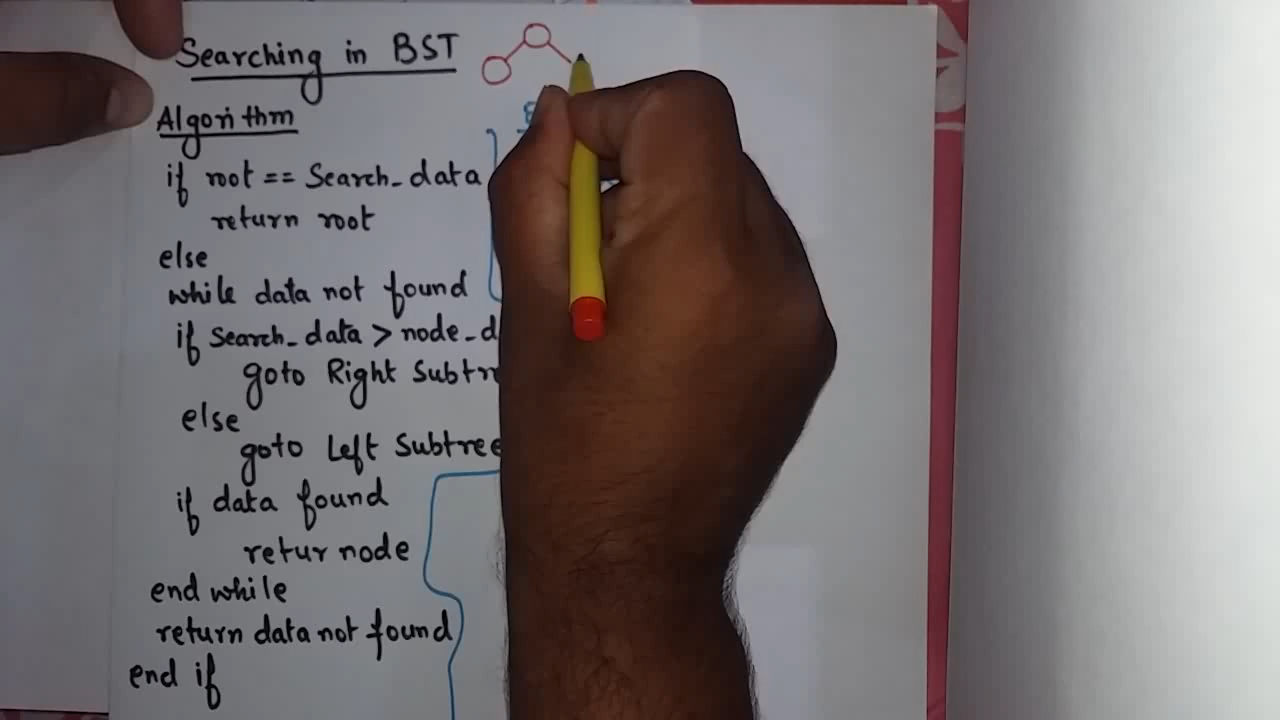 Searching in BST
Algorithm
if root == Search_data
return root
else
while data not found
if Search_data > node_d
goto Right Subtre
else
goto Left Subtree
if data found
retur node
end while
return data not found
end if